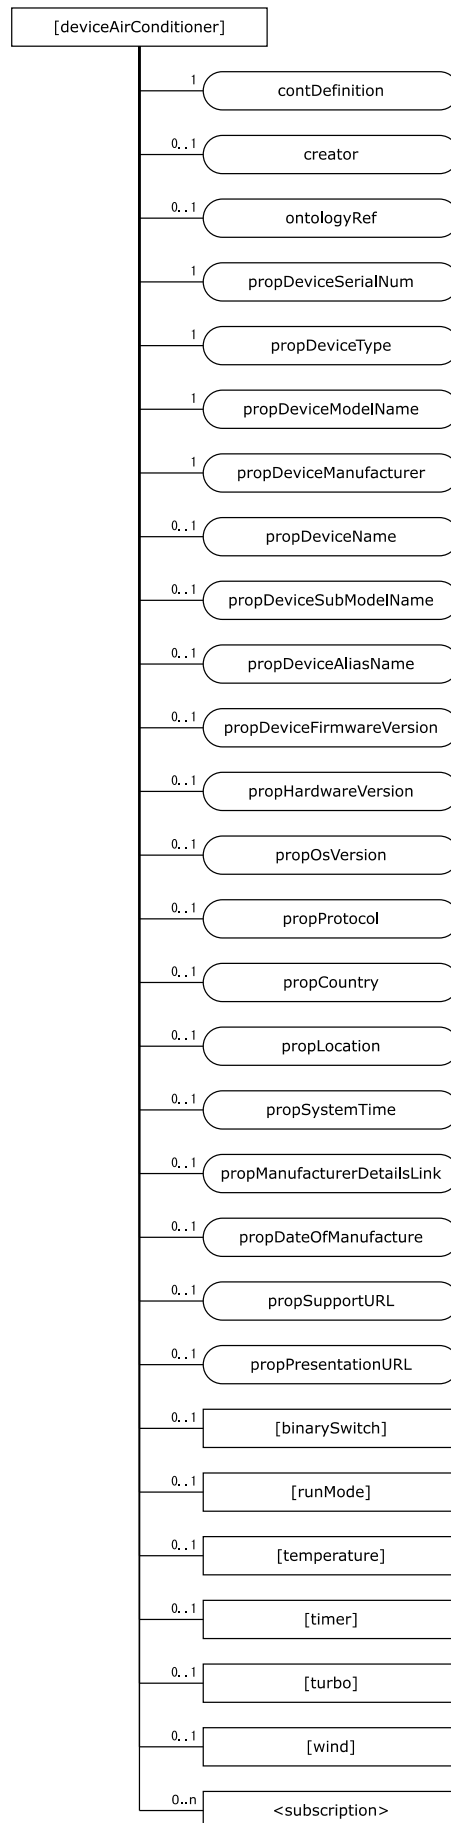 [deviceAirConditioner]
1
contDefinition
0..1
creator
0..1
ontologyRef
1
propDeviceSerialNum
1
propDeviceType
1
propDeviceModelName
1
propDeviceManufacturer
0..1
propDeviceName
0..1
propDeviceSubModelName
0..1
propDeviceAliasName
0..1
propDeviceFirmwareVersion
0..1
propHardwareVersion
0..1
propOsVersion
0..1
propProtocol
0..1
propCountry
0..1
propLocation
0..1
propSystemTime
0..1
propManufacturerDetailsLink
0..1
propDateOfManufacture
0..1
propSupportURL
0..1
propPresentationURL
0..1
[binarySwitch]
0..1
[runMode]
0..1
[temperature]
0..1
[timer]
0..1
[turbo]
0..1
[wind]
0..n
<subscription>